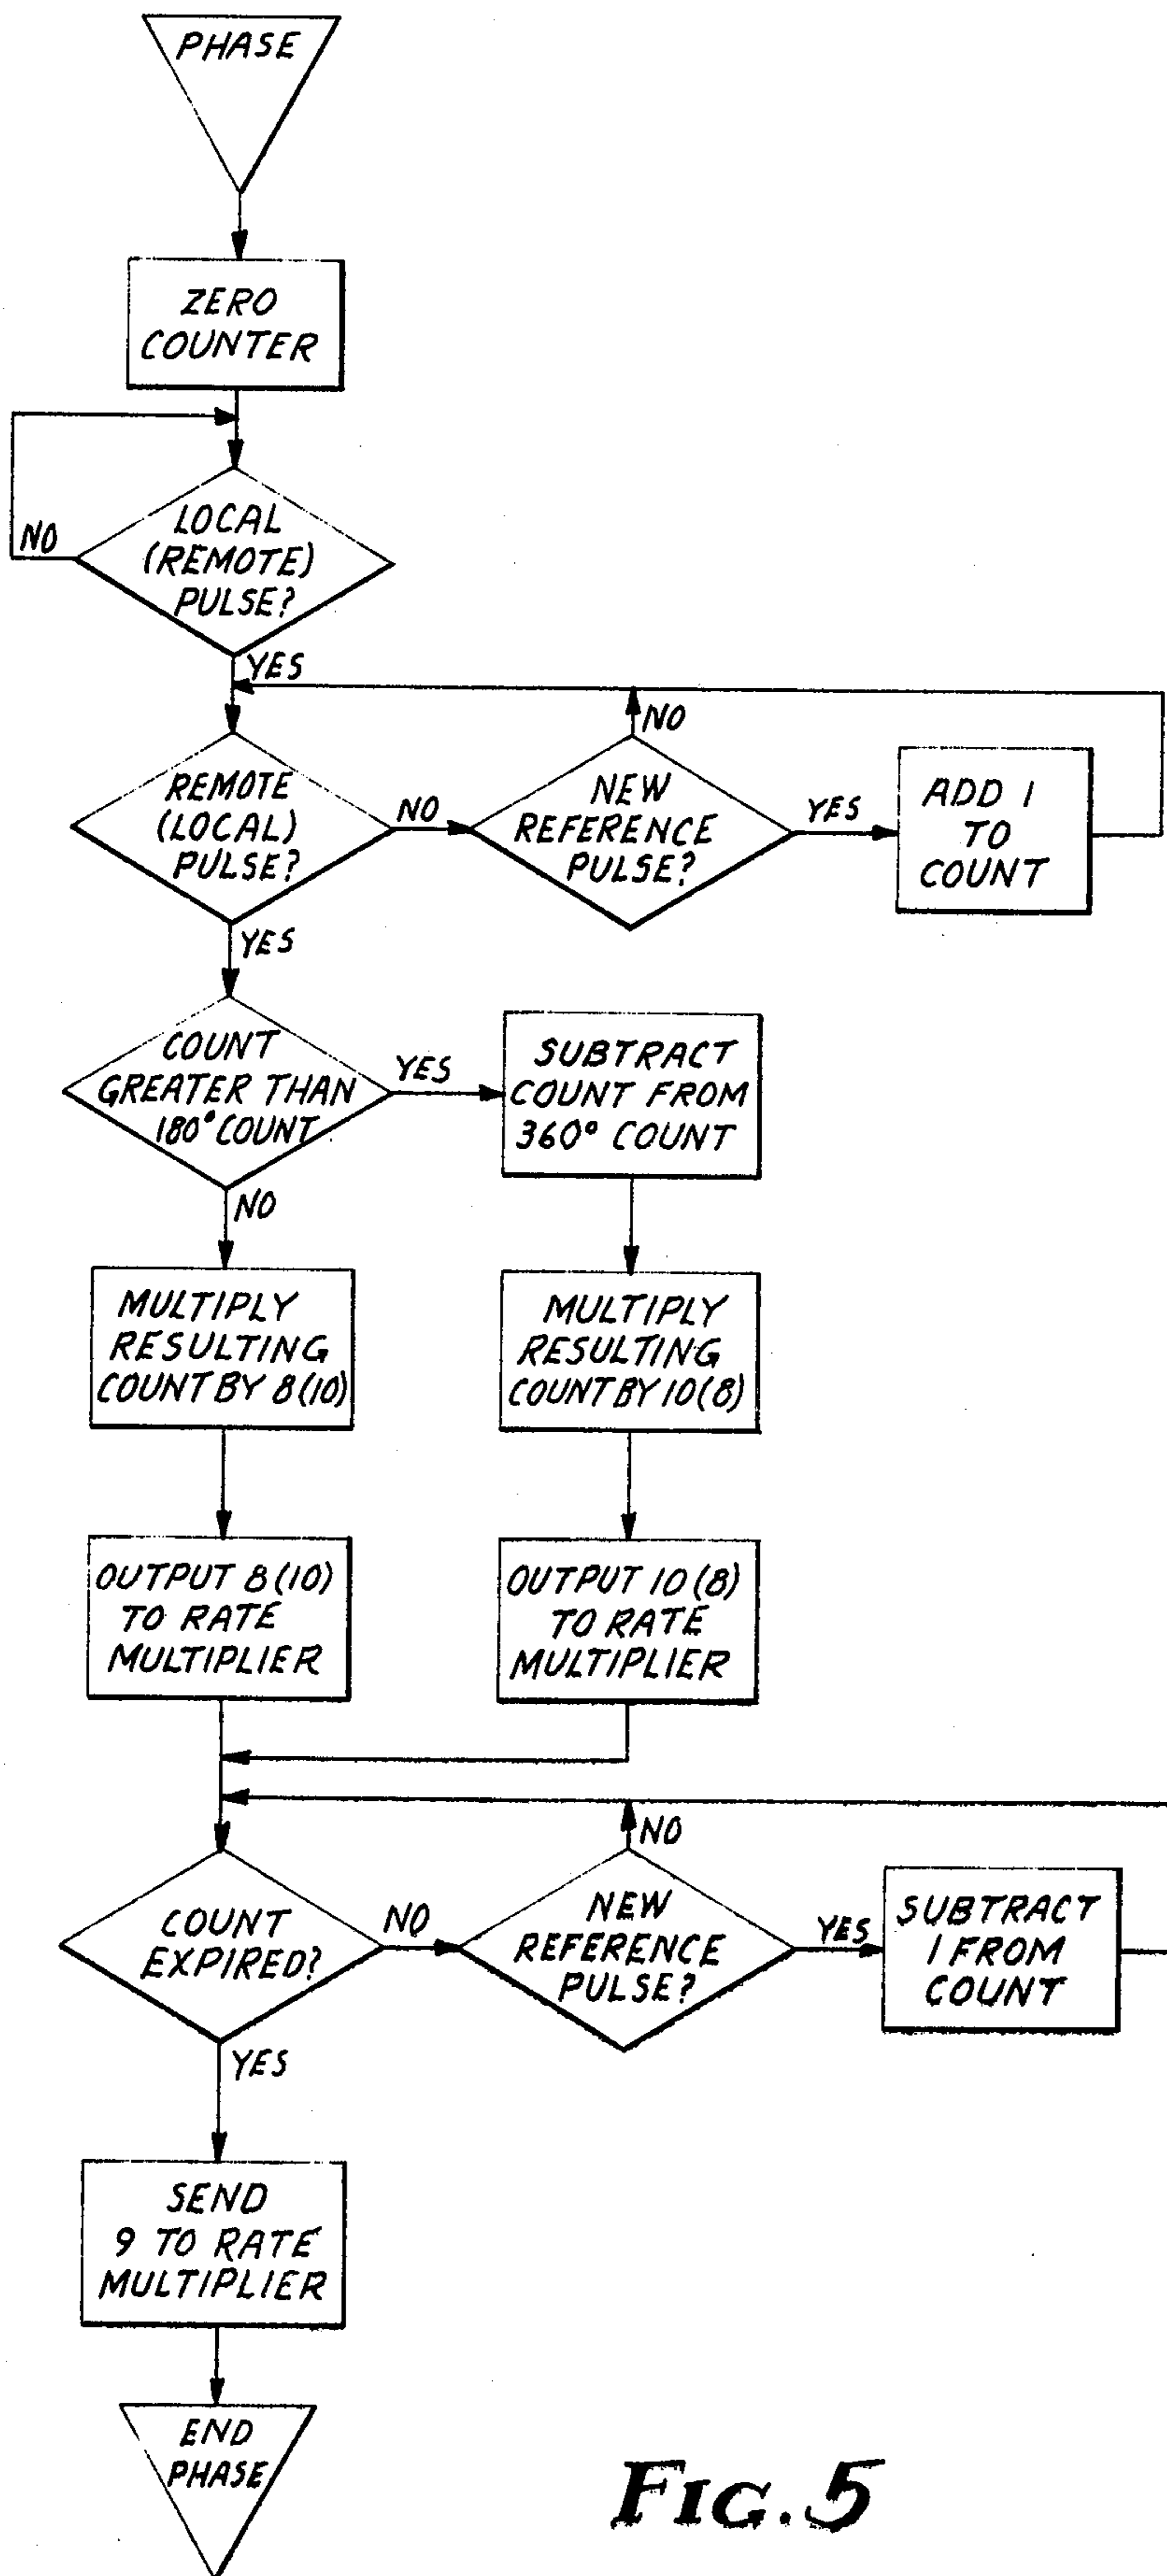 PHASE
ZERO
COUNTER
NO
LOCAL
(REMOTE)
PULSE?
YES
REMOTE
(LOCAL)
PULSE?
NO
NEW
REFERENCE
PULSE?
NO
YES
ADD 1
TO
COUNT
YES
COUNT
GREATER THAN
180° COUNT
YES
SUBTRACT
COUNT FROM
360° COUNT
NO
MULTIPLY
RESULTING
COUNT BY 8(10)
MULTIPLY
RESULTING
COUNT BY 10(8)
OUTPUT 8(10)
TO RATE
MULTIPLIER
OUTPUT 10(8)
TO RATE
MULTIPLIER
COUNT
EXPIRED?
NO
NEW
REFERENCE
PULSE?
NO
YES
SUBTRACT
1 FROM
COUNT
YES
SEND
9 TO RATE
MULTIPLIER
END
PHASE
FIG. 5